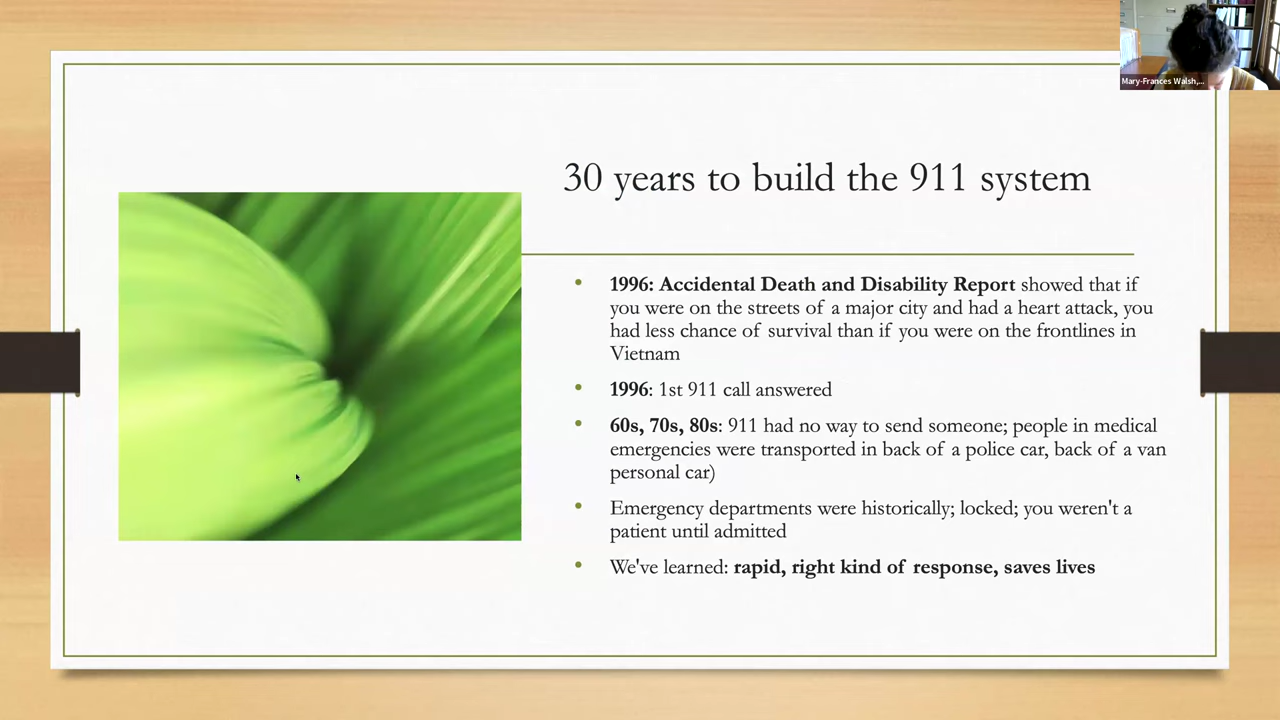 Mary-Frances Walsh,...
30 years to build the 911 system
1996: Accidental Death and Disability Report showed that if
you were on the streets of a major city and had a heart attack, you
had less chance of survival than if you were on the frontlines in
Vietnam
1996: 1st 911 call answered
60s, 70s, 80s: 911 had no way to send someone; people in medical
emergencies were transported in back of a police car, back of a van
personal car)
Emergency departments were historically; locked; you weren't a
patient until admitted
We've learned: rapid, right kind of response, saves lives